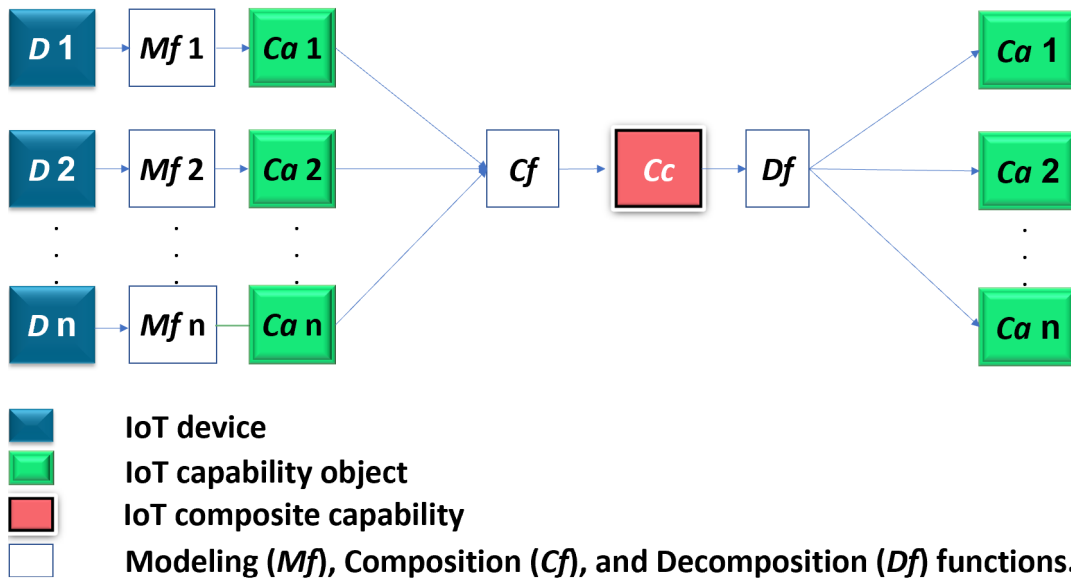 D 1 Mf 1 Ca 1 Ca 1
D 2 Mf 2 Ca 2 Cf Cc Df Ca 2
D n Mf n Ca n Ca n
IoT device
IoT capability object
IoT composite capability
Modeling (Mf), Composition (Cf), and Decomposition (Df) functions.